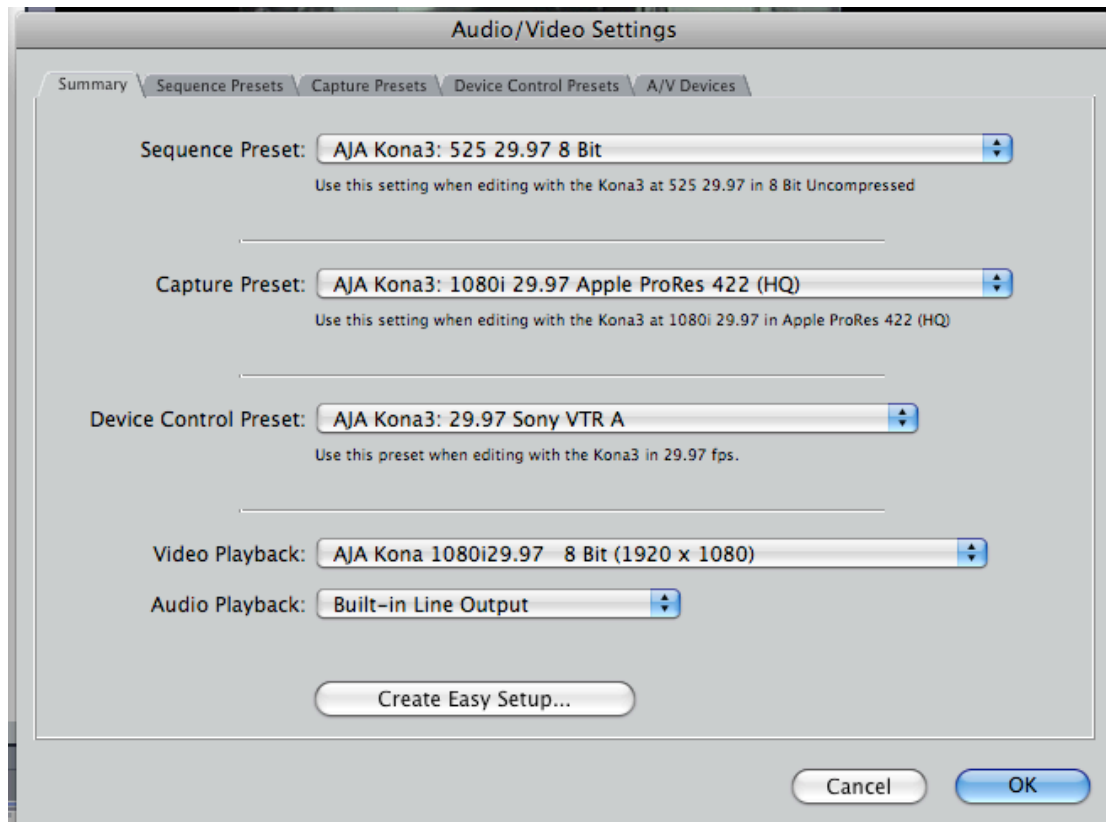 Audio/Video Settings
Summary Sequence Presets Capture Presets Device Control Presets A/V Devices
Sequence Preset: AJA Kona3: 525 29.97 8 Bit
Use this setting when editing with the Kona3 at 525 29.97 in 8 Bit Uncompressed
Capture Preset: AJA Kona3: 1080i 29.97 Apple ProRes 422 (HQ)
Use this setting when editing with the Kona3 at 1080i 29.97 in Apple ProRes 422 (HQ)
Device Control Preset: AJA Kona3: 29.97 Sony VTR A
Use this preset when editing with the Kona3 in 29.97 fps.
Video Playback: AJA Kona 1080i29.97 8 Bit (1920 x 1080)
Audio Playback: Built-in Line Output
Create Easy Setup...
Cancel OK